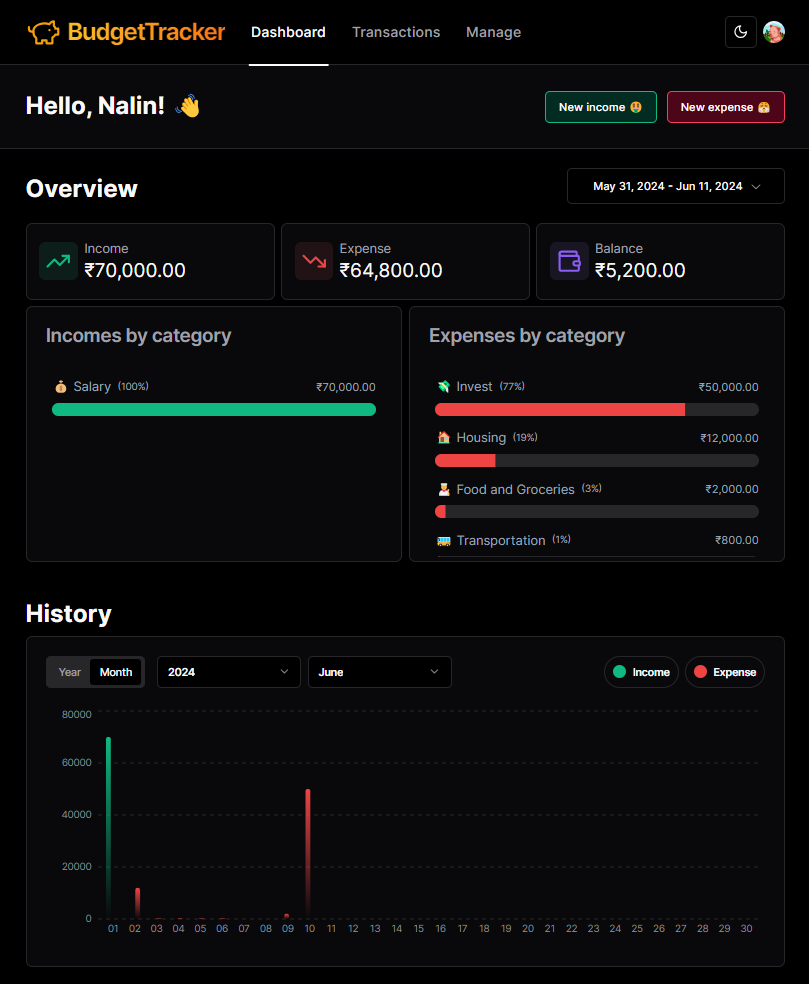 BudgetTracker Dashboard Transactions Manage
Hello, Nalin! 👋 New income 🤑 New expense 😤
Overview May 31, 2024 - Jun 11, 2024
Income
₹70,000.00
Expense
₹64,800.00
Balance
₹5,200.00
Incomes by category
💰 Salary (100%) ₹70,000.00
Expenses by category
💸 Invest (77%) ₹50,000.00
🏠 Housing (19%) ₹12,000.00
Food and Groceries (3%) ₹2,000.00
🚌 Transportation (1%) ₹800.00
History
Year Month 2024 June Income Expense
80000
60000
40000
20000
0
01 02 03 04 05 06 07 08 09 10 11 12 13 14 15 16 17 18 19 20 21 22 23 24 25 26 27 28 29 30